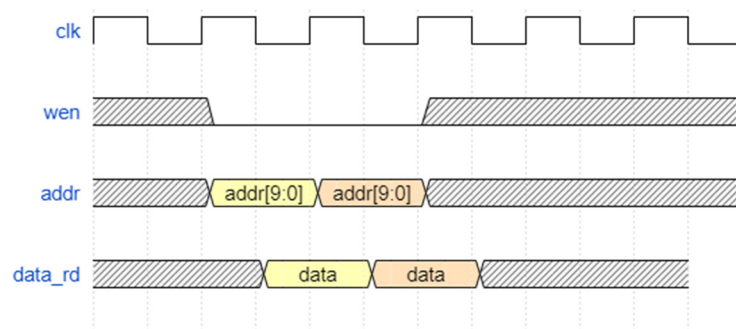 clk
wen
addr addr[9:0] addr[9:0]
data_rd data data